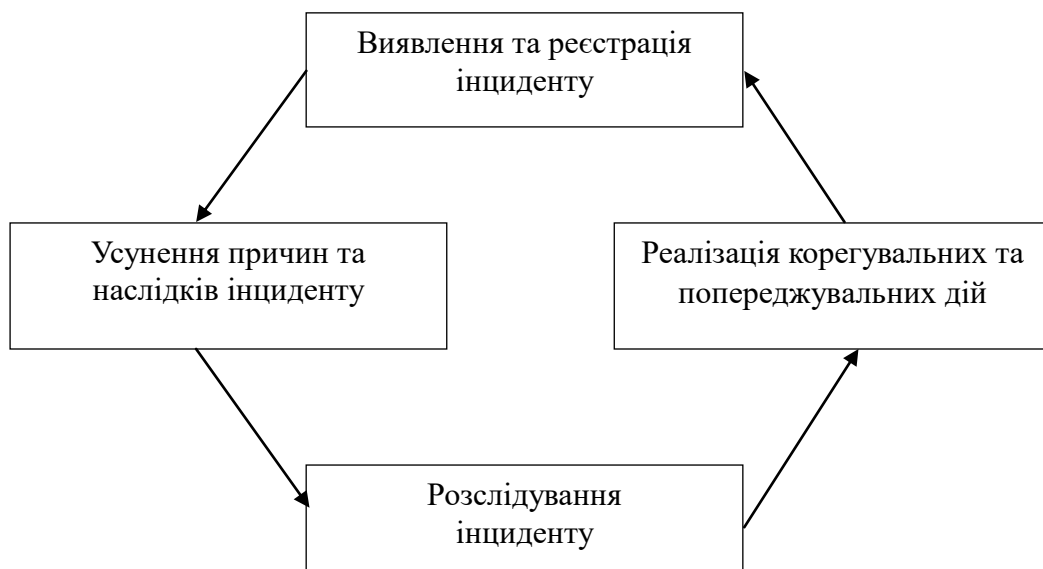 Виявлення та реєстрація
інциденту
Усунення причин та
наслідків інциденту
Реалізація корегувальних та
попереджувальних дій
Розслідування
інциденту